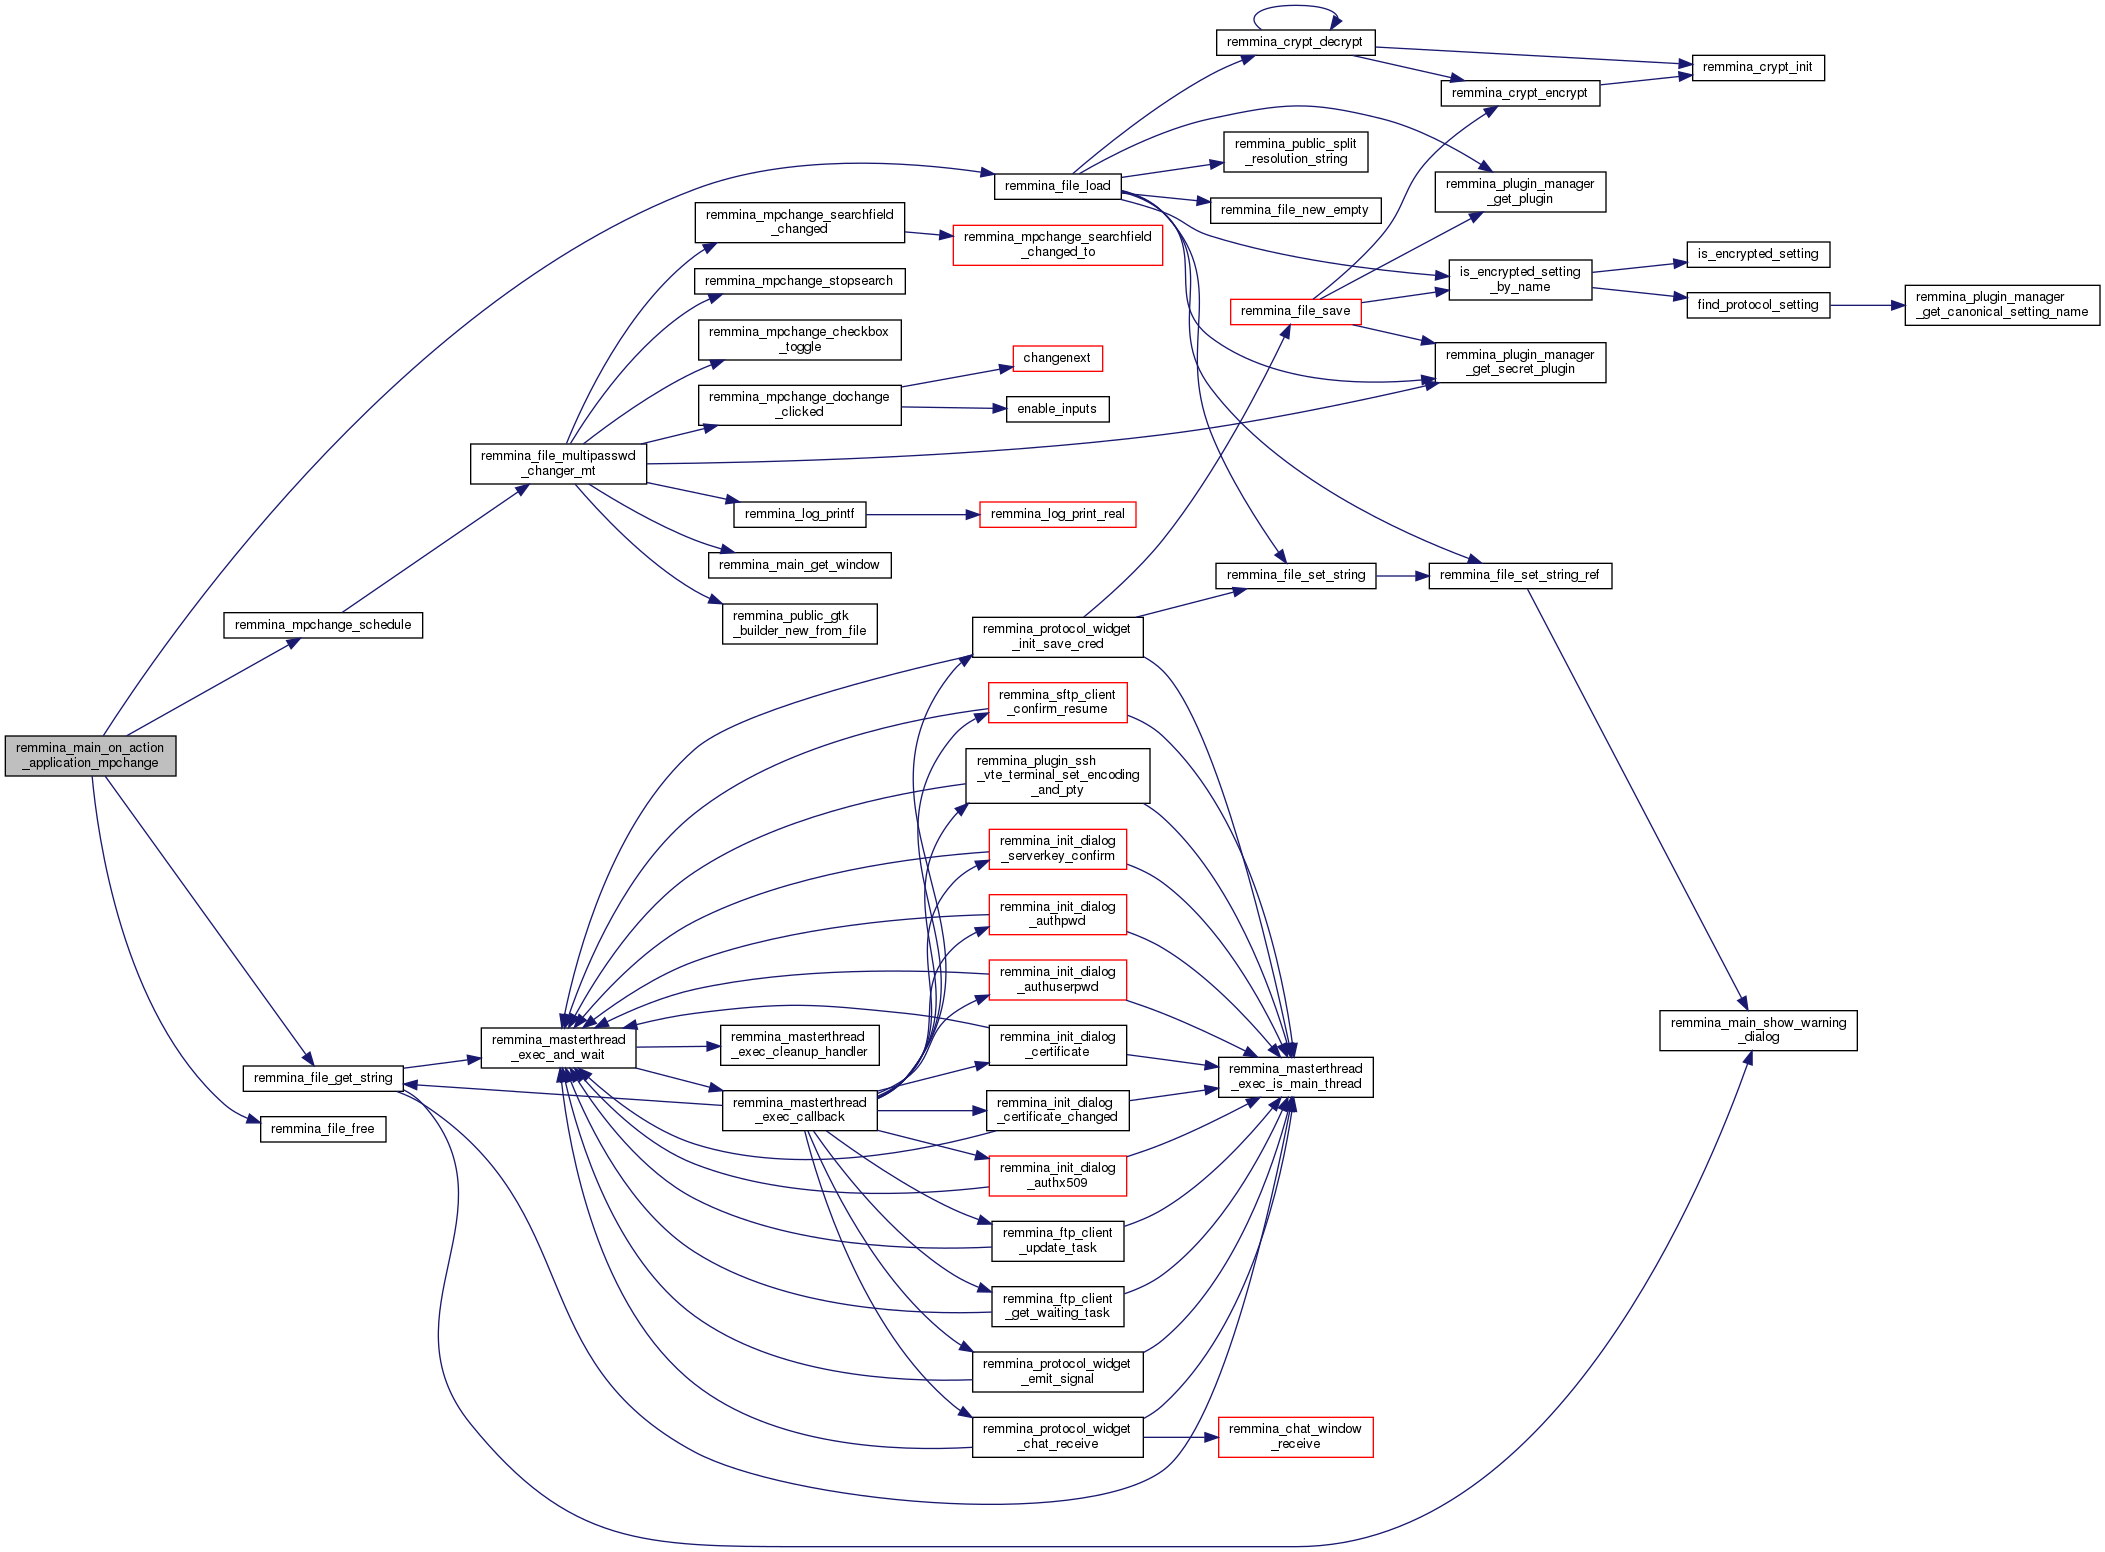 remmina_main_on_action
_application_mpchange
remmina_mpchange_schedule
remmina_file_get_string
remmina_file_free
remmina_file_multipasswd
_changer_mt
remmina_masterthread
_exec_and_wait
remmina_mpchange_searchfield
_changed
remmina_mpchange_stopsearch
remmina_mpchange_checkbox
_toggle
remmina_mpchange_dochange
_clicked
remmina_log_printf
remmina_main_get_window
remmina_public_gtk
_builder_new_from_file
remmina_masterthread
_exec_cleanup_handler
remmina_masterthread
_exec_callback
remmina_file_load
remmina_mpchange_searchfield
_changed_to
changenext
enable_inputs
remmina_log_print_real
remmina_protocol_widget
_init_save_cred
remmina_sftp_client
_confirm_resume
remmina_plugin_ssh
_vte_terminal_set_encoding
_and_pty
remmina_init_dialog
_serverkey_confirm
remmina_init_dialog
_authpwd
remmina_init_dialog
_authuserpwd
remmina_init_dialog
_certificate
remmina_init_dialog
_certificate_changed
remmina_init_dialog
_authx509
remmina_ftp_client
_update_task
remmina_ftp_client
_get_waiting_task
remmina_protocol_widget
_emit_signal
remmina_protocol_widget
_chat_receive
remmina_crypt_decrypt
remmina_public_split
_resolution_string
remmina_file_new_empty
remmina_file_save
remmina_file_set_string
remmina_masterthread
_exec_is_main_thread
remmina_chat_window
_receive
remmina_crypt_encrypt
remmina_plugin_manager
_get_plugin
is_encrypted_setting
_by_name
remmina_plugin_manager
_get_secret_plugin
remmina_file_set_string_ref
remmina_crypt_init
is_encrypted_setting
find_protocol_setting
remmina_main_show_warning
_dialog
remmina_plugin_manager
_get_canonical_setting_name